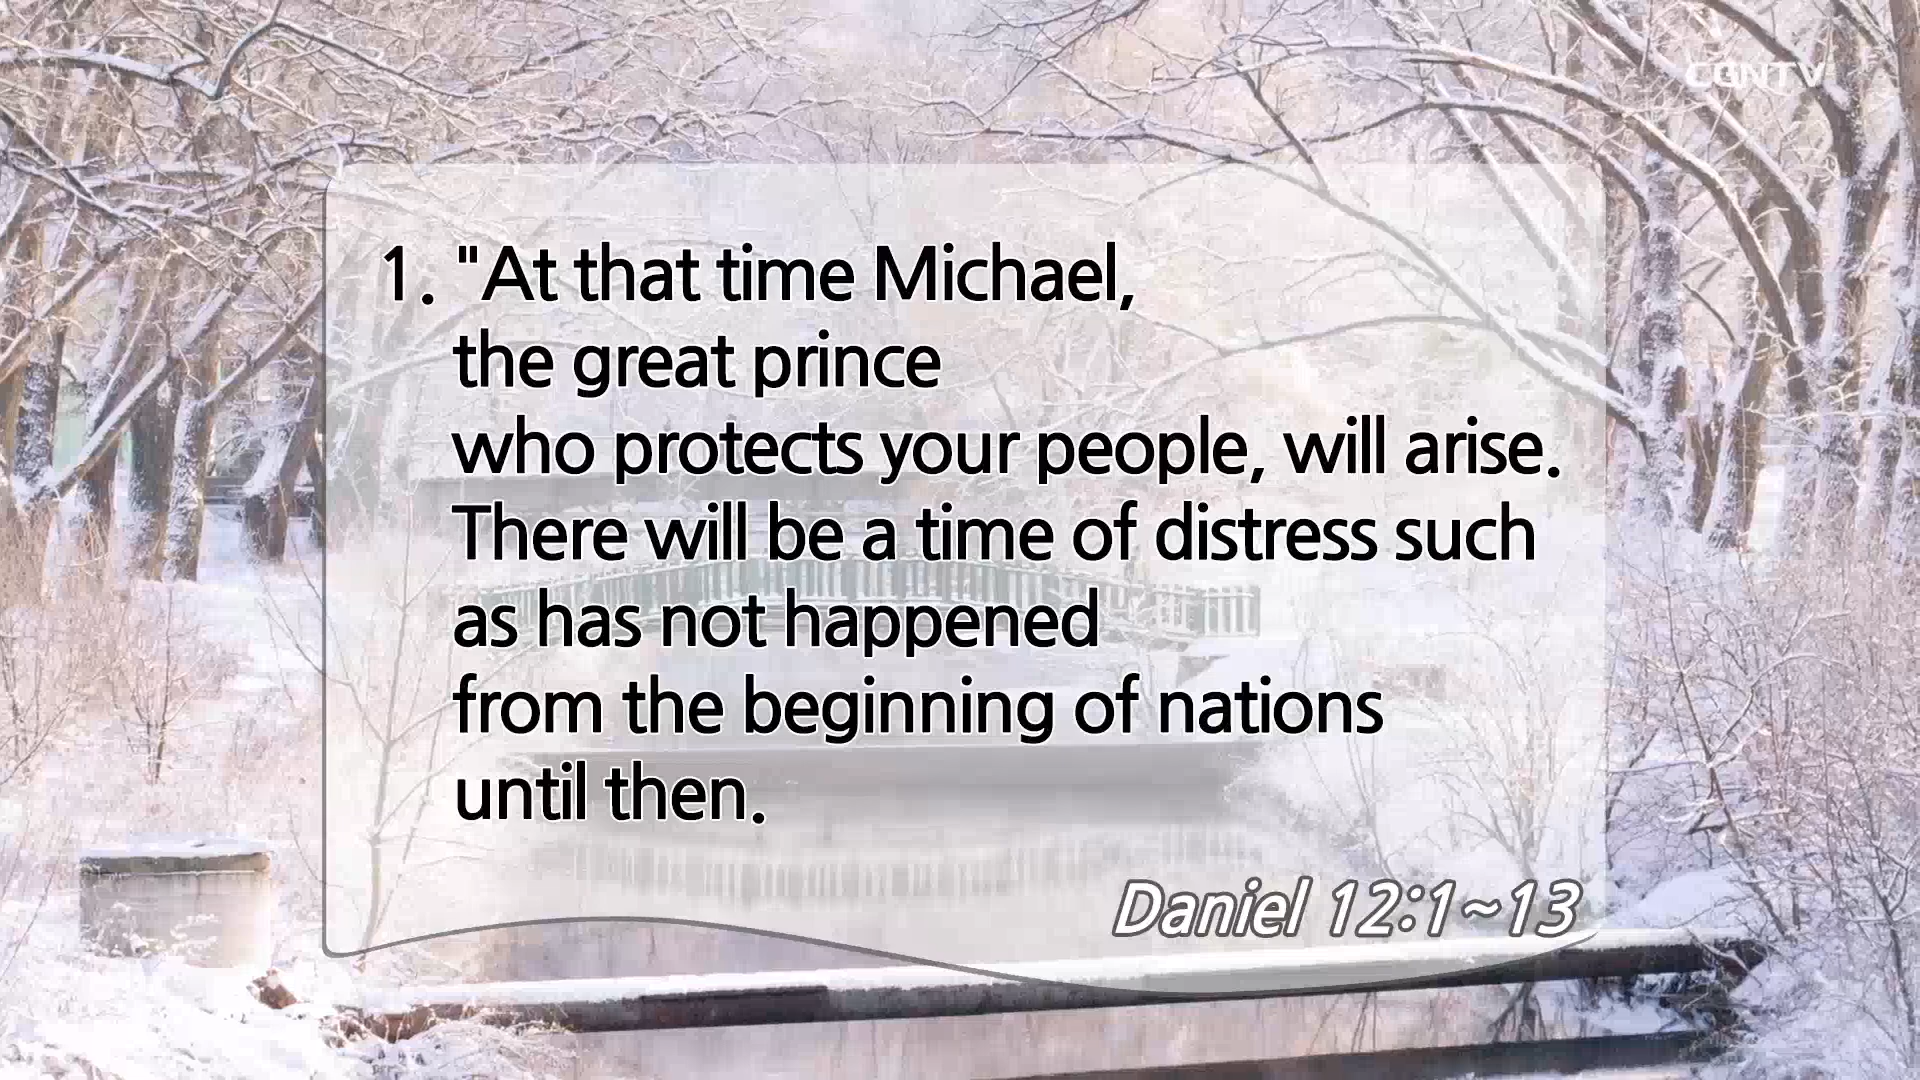 CGNTV
1. "At that time Michael,
the great prince
who protects your people, will arise.
There will be a time of distress such
as has not happened
from the beginning of nations
until then.
Daniel 12:1~13